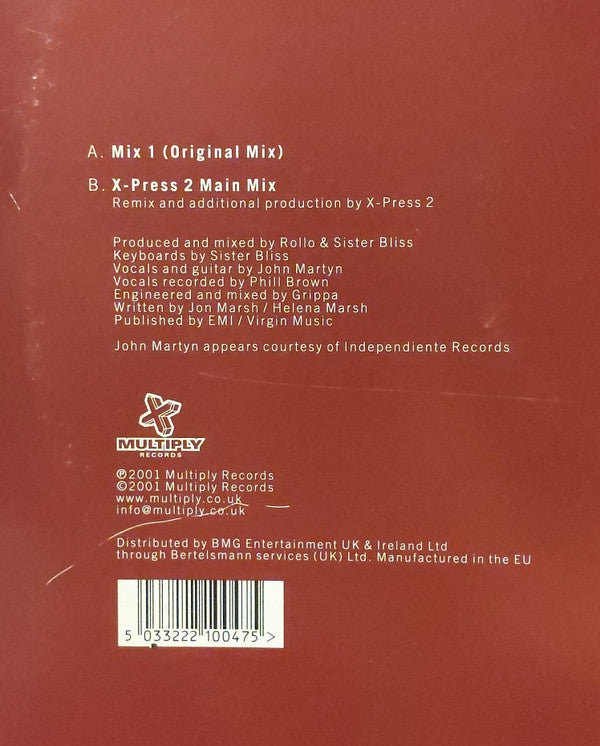 A. Mix 1 (Original Mix)
B. X-Press 2 Main Mix
Remix and additional production by X-Press 2
Produced and mixed by Rollo & Sister Bliss
Keyboards by Sister Bliss
Vocals and guitar by John Martyn
Vocals recorded by Phill Brown
Engineered and mixed by Grippa
Written by Jon Marsh / Helena Marsh
Published by EMI / Virgin Music
John Martyn appears courtesy of Independiente Records
MULTIPLY
RECORDS
℗2001 Multiply Records
©2001 Multiply Records
www.multiply.co.uk
info@multiply.co.uk
Distributed by BMG Entertainment UK & Ireland Ltd
through Bertelsmann services (UK) Ltd. Manufactured in the EU
5 033222 100475 >